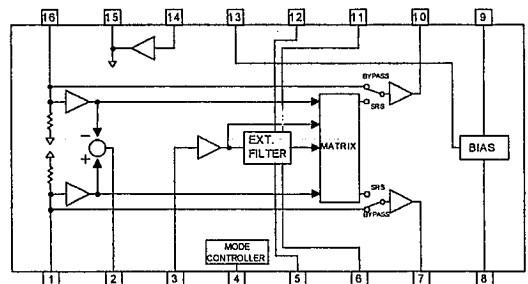 16 15 14 13 12 11 10 9
BYPASS
SRS
−
+
EXT.
FILTER
MATRIX
BIAS
SRS
BYPASS
MODE
CONTROLLER
1 2 3 4 5 6 7 8